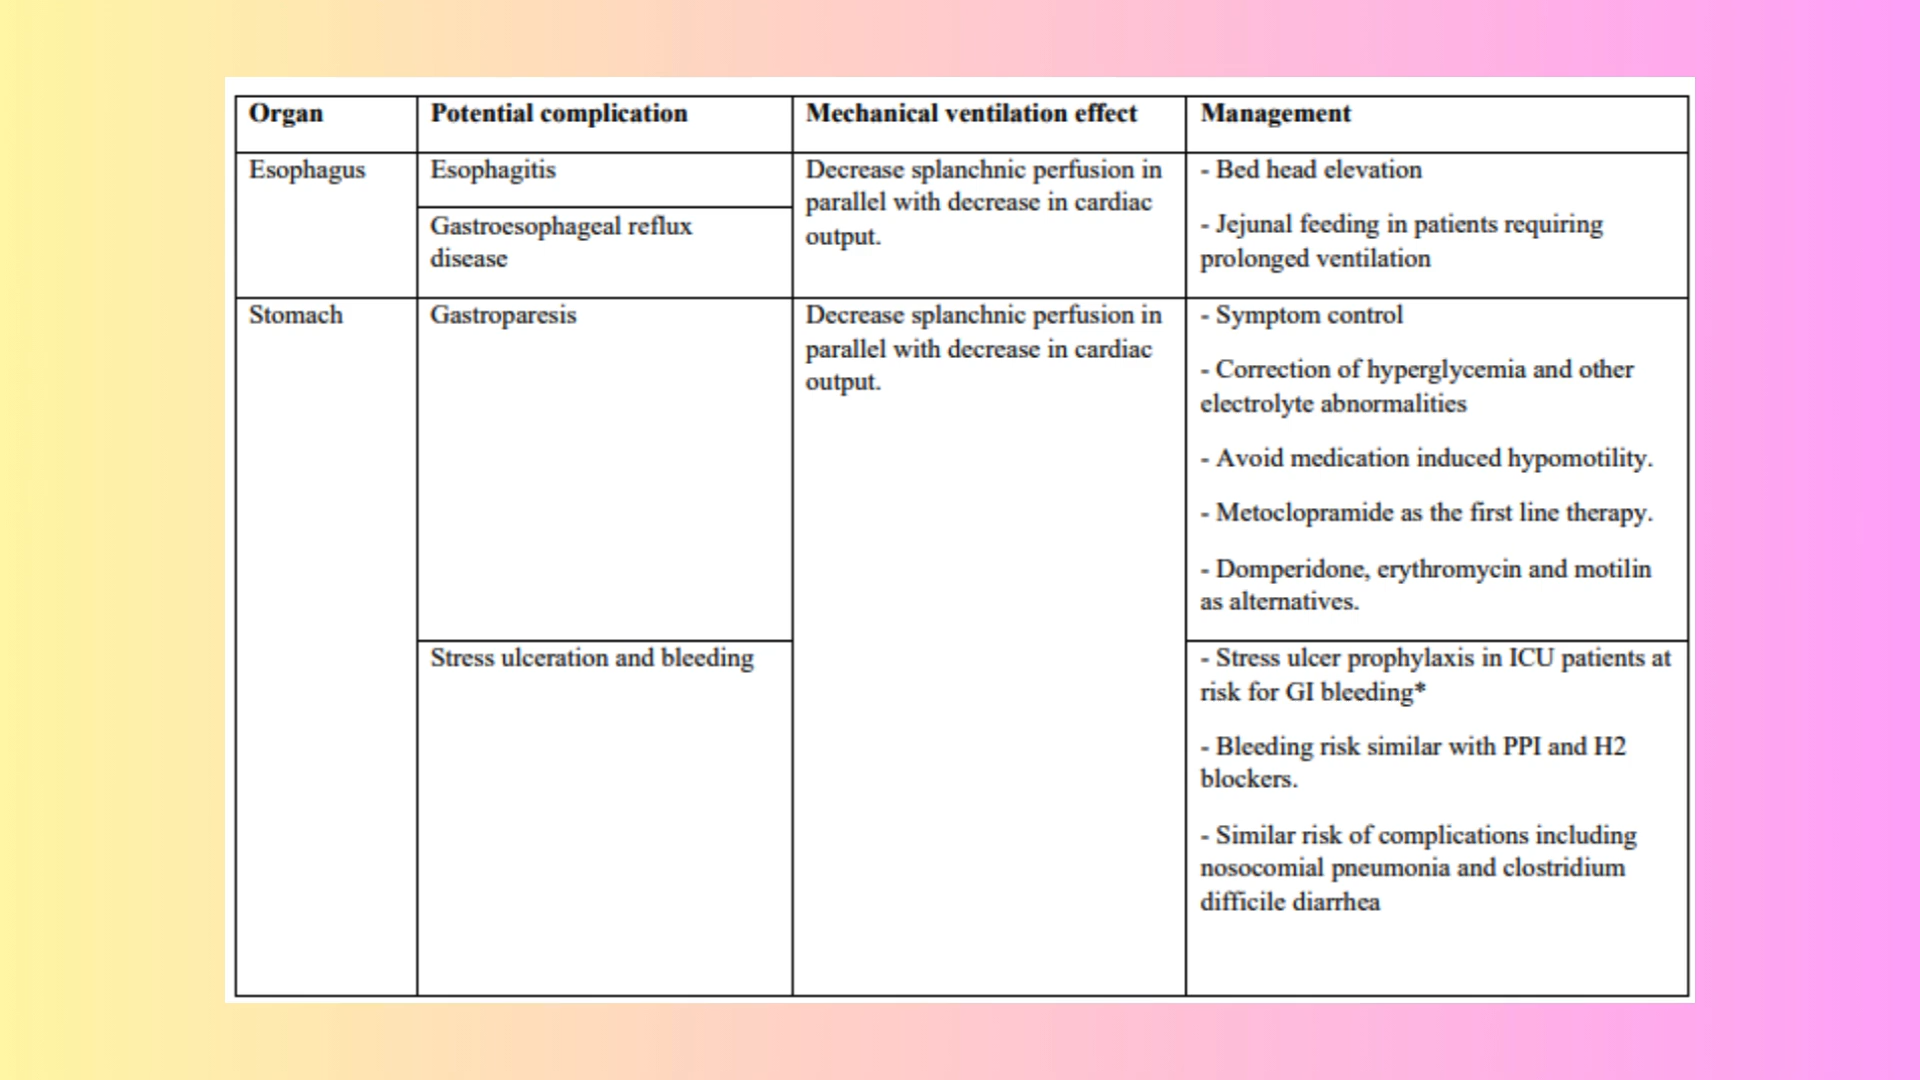 Organ
Potential complication
Mechanical ventilation effect
Management
Esophagus
Esophagitis
Gastroesophageal reflux
disease
Decrease splanchnic perfusion in
parallel with decrease in cardiac
output.
- Bed head elevation
- Jejunal feeding in patients requiring
prolonged ventilation
Stomach
Gastroparesis
Decrease splanchnic perfusion in
parallel with decrease in cardiac
output.
- Symptom control
- Correction of hyperglycemia and other
electrolyte abnormalities
- Avoid medication induced hypomotility.
- Metoclopramide as the first line therapy.
- Domperidone, erythromycin and motilin
as alternatives.
Stress ulceration and bleeding
- Stress ulcer prophylaxis in ICU patients at
risk for GI bleeding*
- Bleeding risk similar with PPI and H2
blockers.
- Similar risk of complications including
nosocomial pneumonia and clostridium
difficile diarrhea